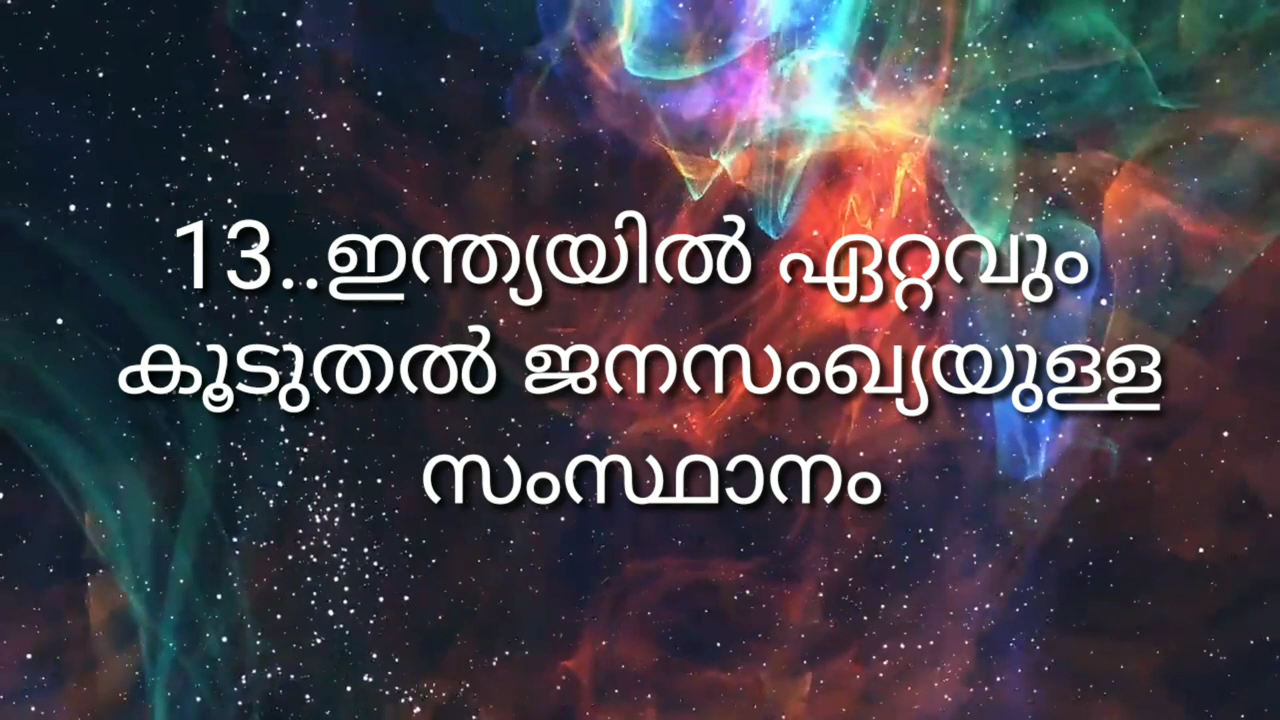 13..ഇന്ത്യയിൽ ഏറ്റവും
കൂടുതൽ ജനസംഖ്യയുള്ള
സംസ്ഥാനം